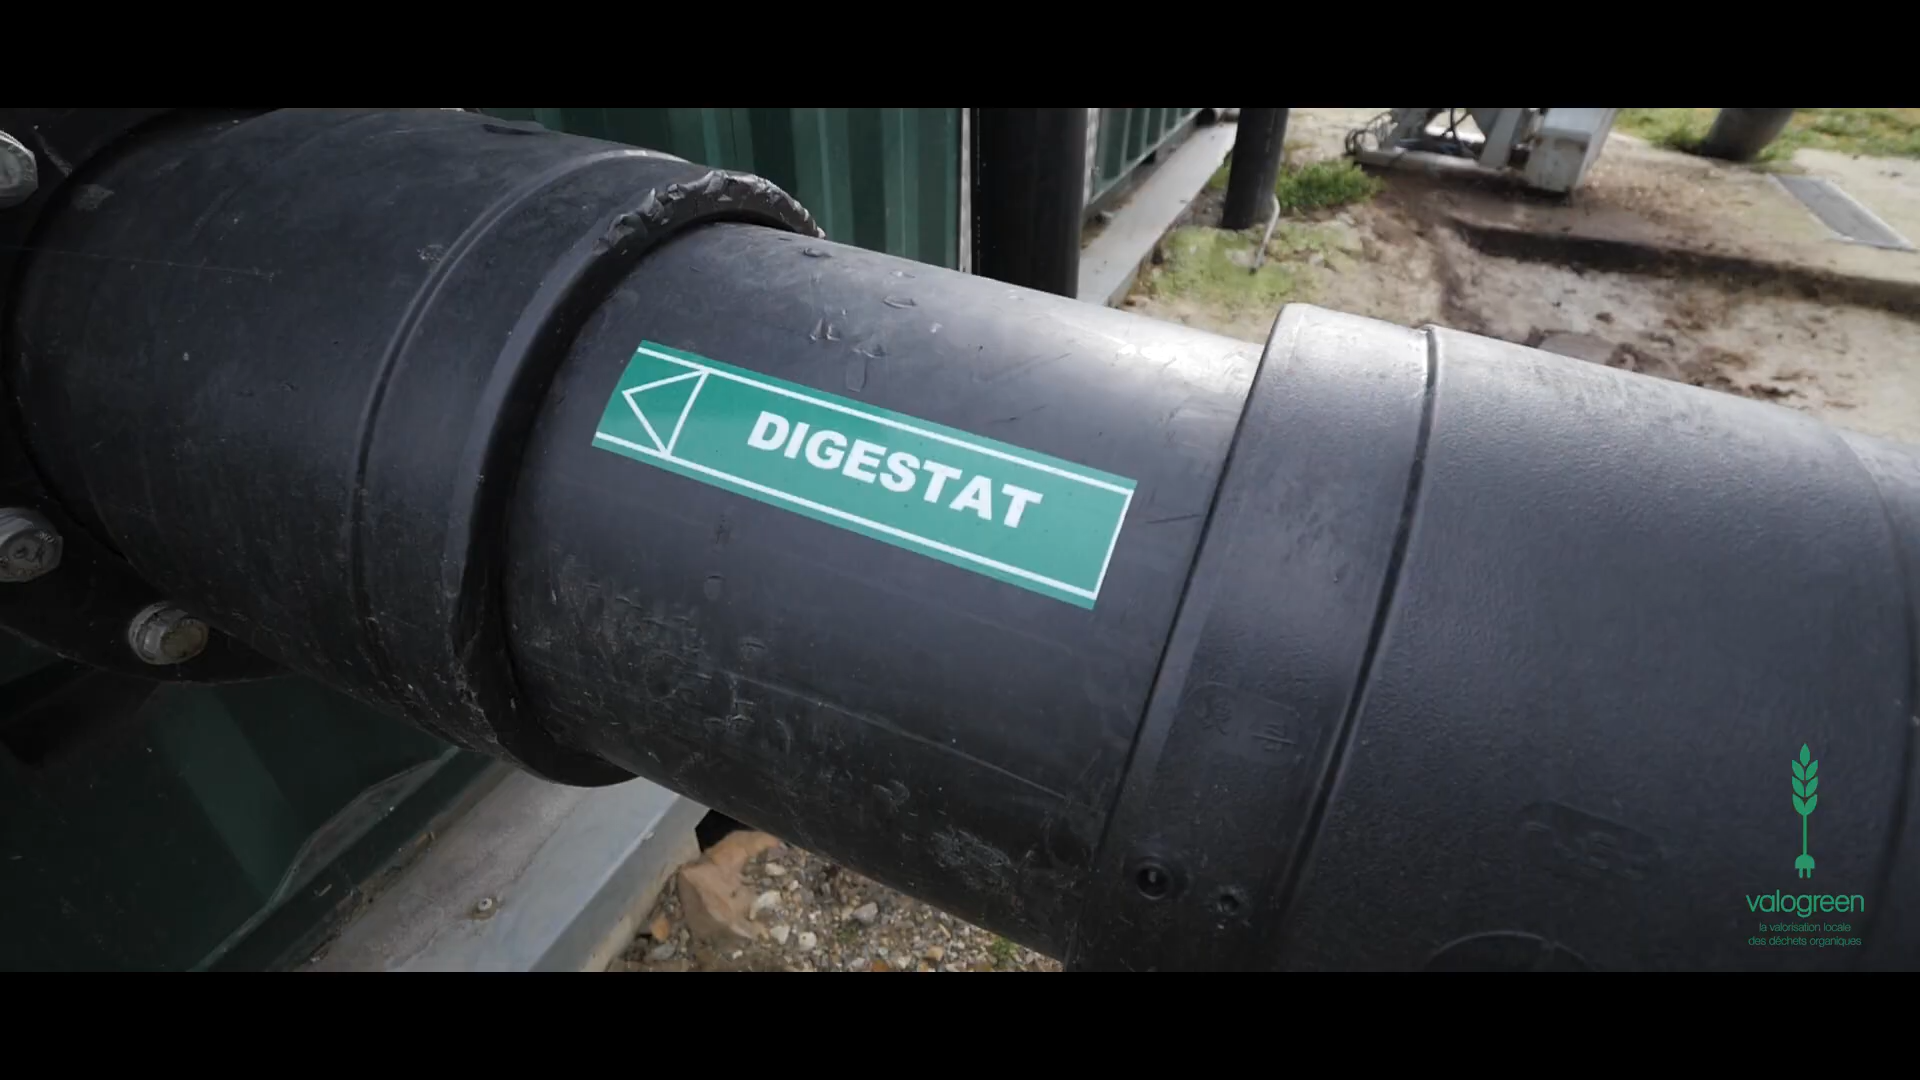 DIGESTAT
valogreen
la valorisation locale
des déchets organiques